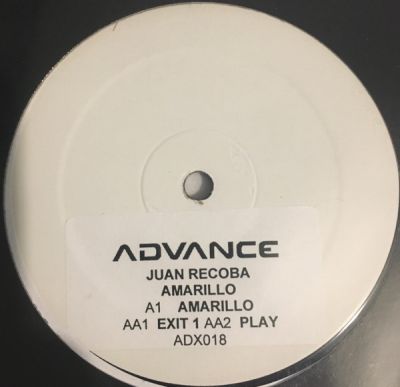 ADVANCE
JUAN RECOBA
AMARILLO
A1 AMARILLO
AA1 EXIT 1 AA2 PLAY
ADX018